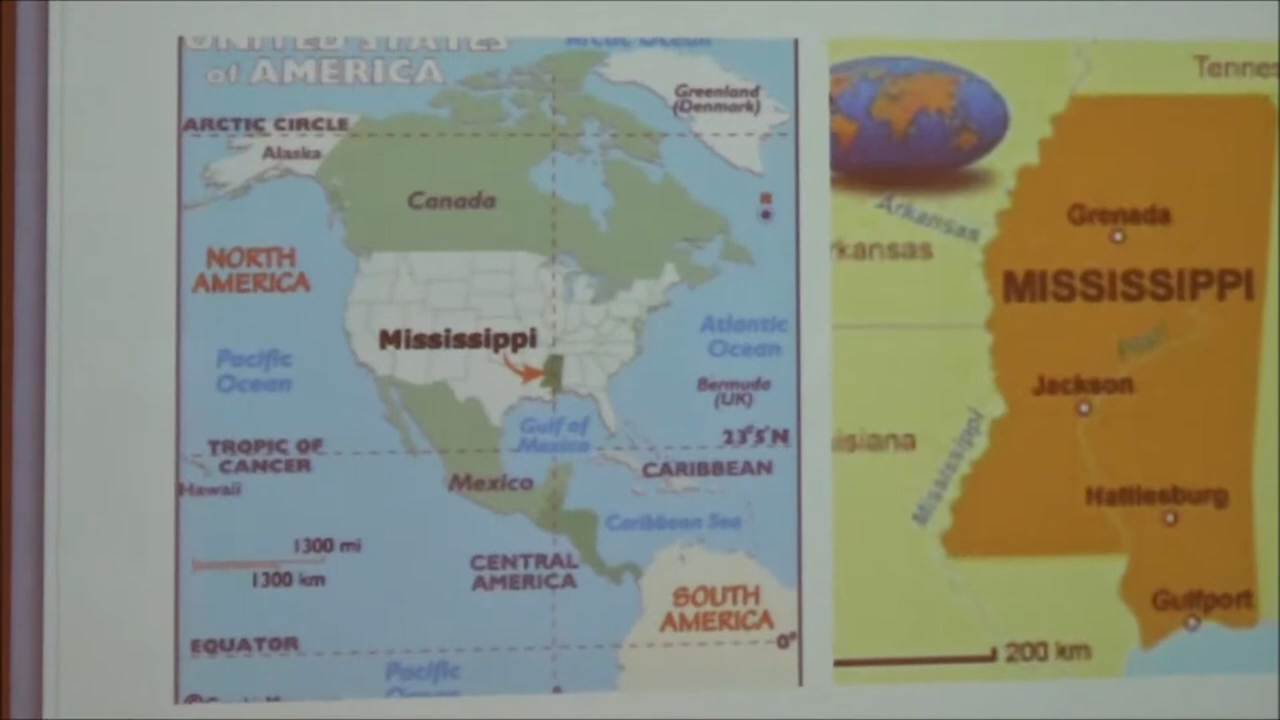 UNITED STATES
of AMERICA
Arctic Ocean
Greenland
(Denmark)
ARCTIC CIRCLE
Alaska
Canada
NORTH
AMERICA
Mississippi
Pacific
Ocean
Atlantic
Ocean
Bermuda
(UK)
Gulf of
Mexico
23°5'N
TROPIC OF
CANCER
Hawaii
Mexico
CARIBBEAN
Caribbean Sea
1300 mi
1300 km
CENTRAL
AMERICA
SOUTH
AMERICA
EQUATOR
0°
Pacific
Ocean
Tennes
Arkansas
rkansas
Grenada
MISSISSIPPI
Pearl
Jackson
isiana
Mississippi
Hattiesburg
Gulfport
200 km